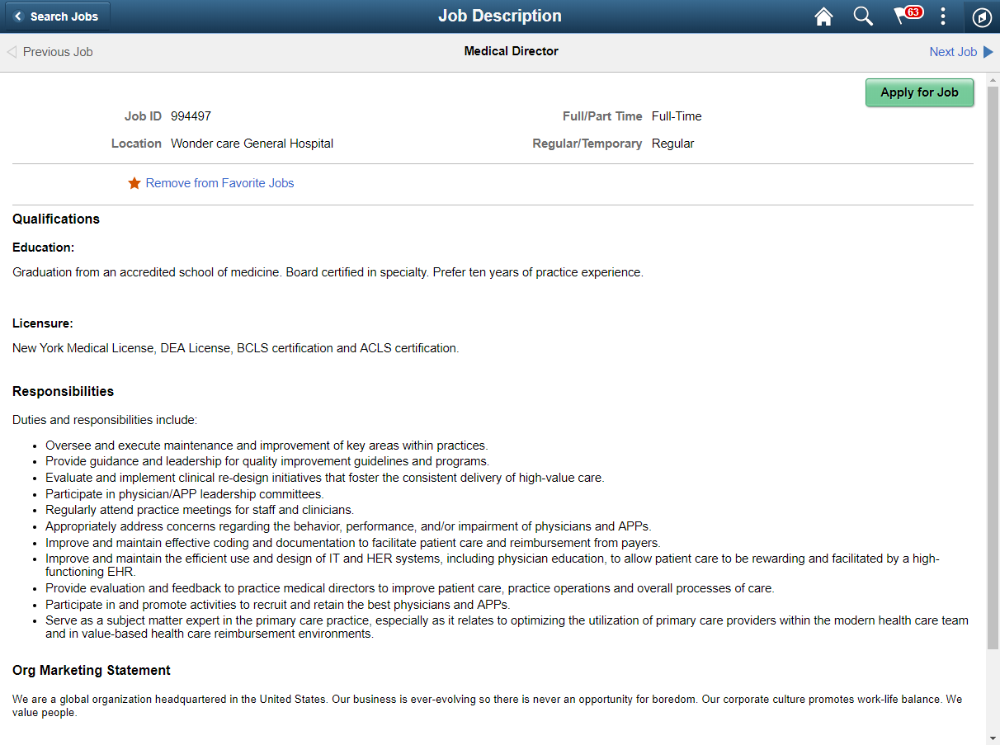 Search Jobs
Job Description
63
Previous Job
Medical Director
Next Job
Apply for Job
Job ID 994497
Full/Part Time Full-Time
Location Wonder care General Hospital
Regular/Temporary Regular
Remove from Favorite Jobs
Qualifications
Education:
Graduation from an accredited school of medicine. Board certified in specialty. Prefer ten years of practice experience.
Licensure:
New York Medical License, DEA License, BCLS certification and ACLS certification.
Responsibilities
Duties and responsibilities include:
• Oversee and execute maintenance and improvement of key areas within practices.
• Provide guidance and leadership for quality improvement guidelines and programs.
• Evaluate and implement clinical re-design initiatives that foster the consistent delivery of high-value care.
• Participate in physician/APP leadership committees.
• Regularly attend practice meetings for staff and clinicians.
• Appropriately address concerns regarding the behavior, performance, and/or impairment of physicians and APPs.
• Improve and maintain effective coding and documentation to facilitate patient care and reimbursement from payers.
• Improve and maintain the efficient use and design of IT and HER systems, including physician education, to allow patient care to be rewarding and facilitated by a high-
functioning EHR.
• Provide evaluation and feedback to practice medical directors to improve patient care, practice operations and overall processes of care.
• Participate in and promote activities to recruit and retain the best physicians and APPs.
• Serve as a subject matter expert in the primary care practice, especially as it relates to optimizing the utilization of primary care providers within the modern health care team
and in value-based health care reimbursement environments.
Org Marketing Statement
We are a global organization headquartered in the United States. Our business is ever-evolving so there is never an opportunity for boredom. Our corporate culture promotes work-life balance. We
value people.